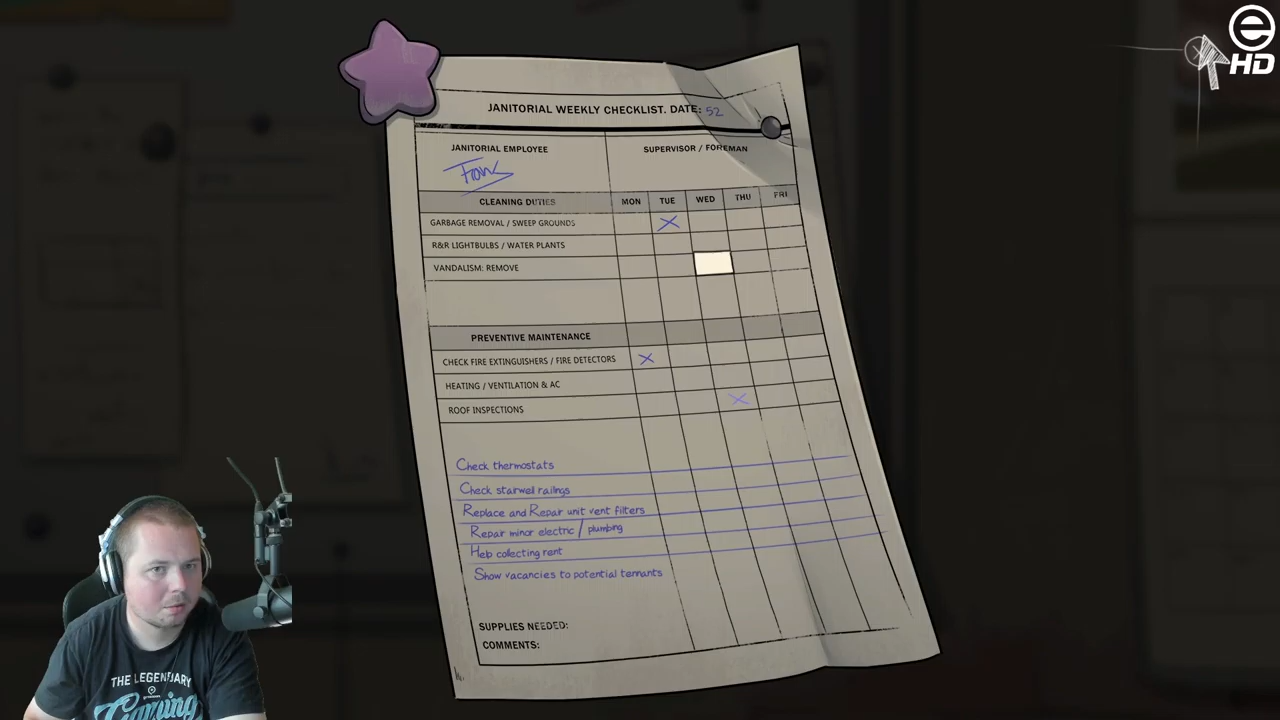 e
HD
JANITORIAL WEEKLY CHECKLIST. DATE: 52
JANITORIAL EMPLOYEE SUPERVISOR / FOREMAN
CLEANING DUTIES MON TUE WED THU FRI
GARBAGE REMOVAL / SWEEP GROUNDS X
R&R LIGHTBULBS / WATER PLANTS
VANDALISM: REMOVE
PREVENTIVE MAINTENANCE
CHECK FIRE EXTINGUISHERS / FIRE DETECTORS X
HEATING / VENTILATION & AC
ROOF INSPECTIONS X
Check thermostats
Check stairwell railings
Replace and Repair unit vent filters
Repair minor electric / plumbing
Help collecting rent
Show vacancies to potential tennants
SUPPLIES NEEDED:
COMMENTS:
THE LEGENDARY
Gaming